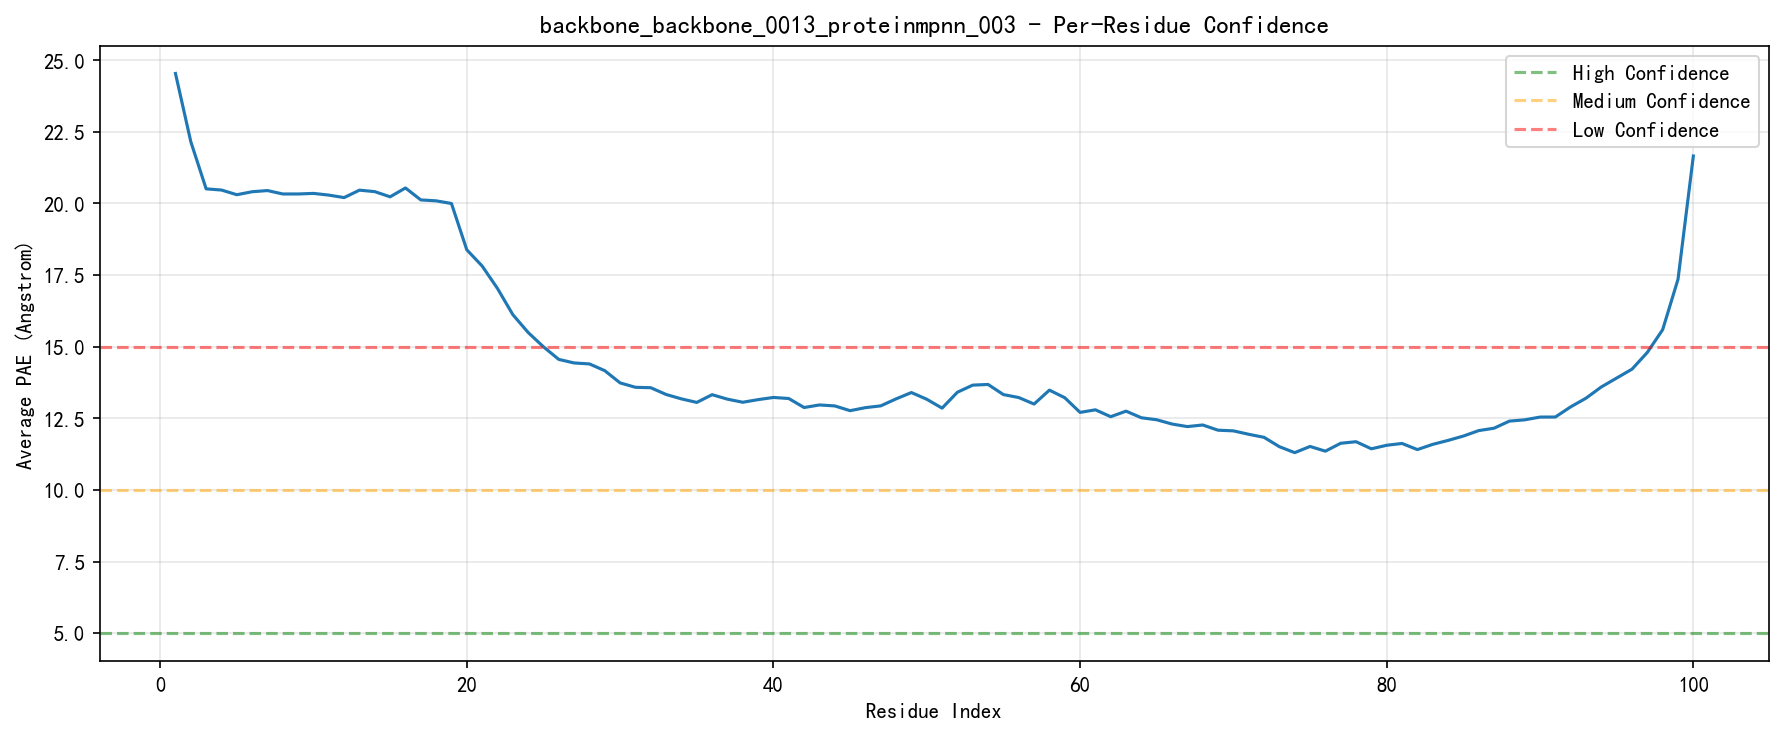 backbone_backbone_0013_proteinmpnn_003 - Per-Residue Confidence
High Confidence
Medium Confidence
Low Confidence
Average PAE (Angstrom)
25.0
22.5
20.0
17.5
15.0
12.5
10.0
7.5
5.0
0 20 40 60 80 100
Residue Index